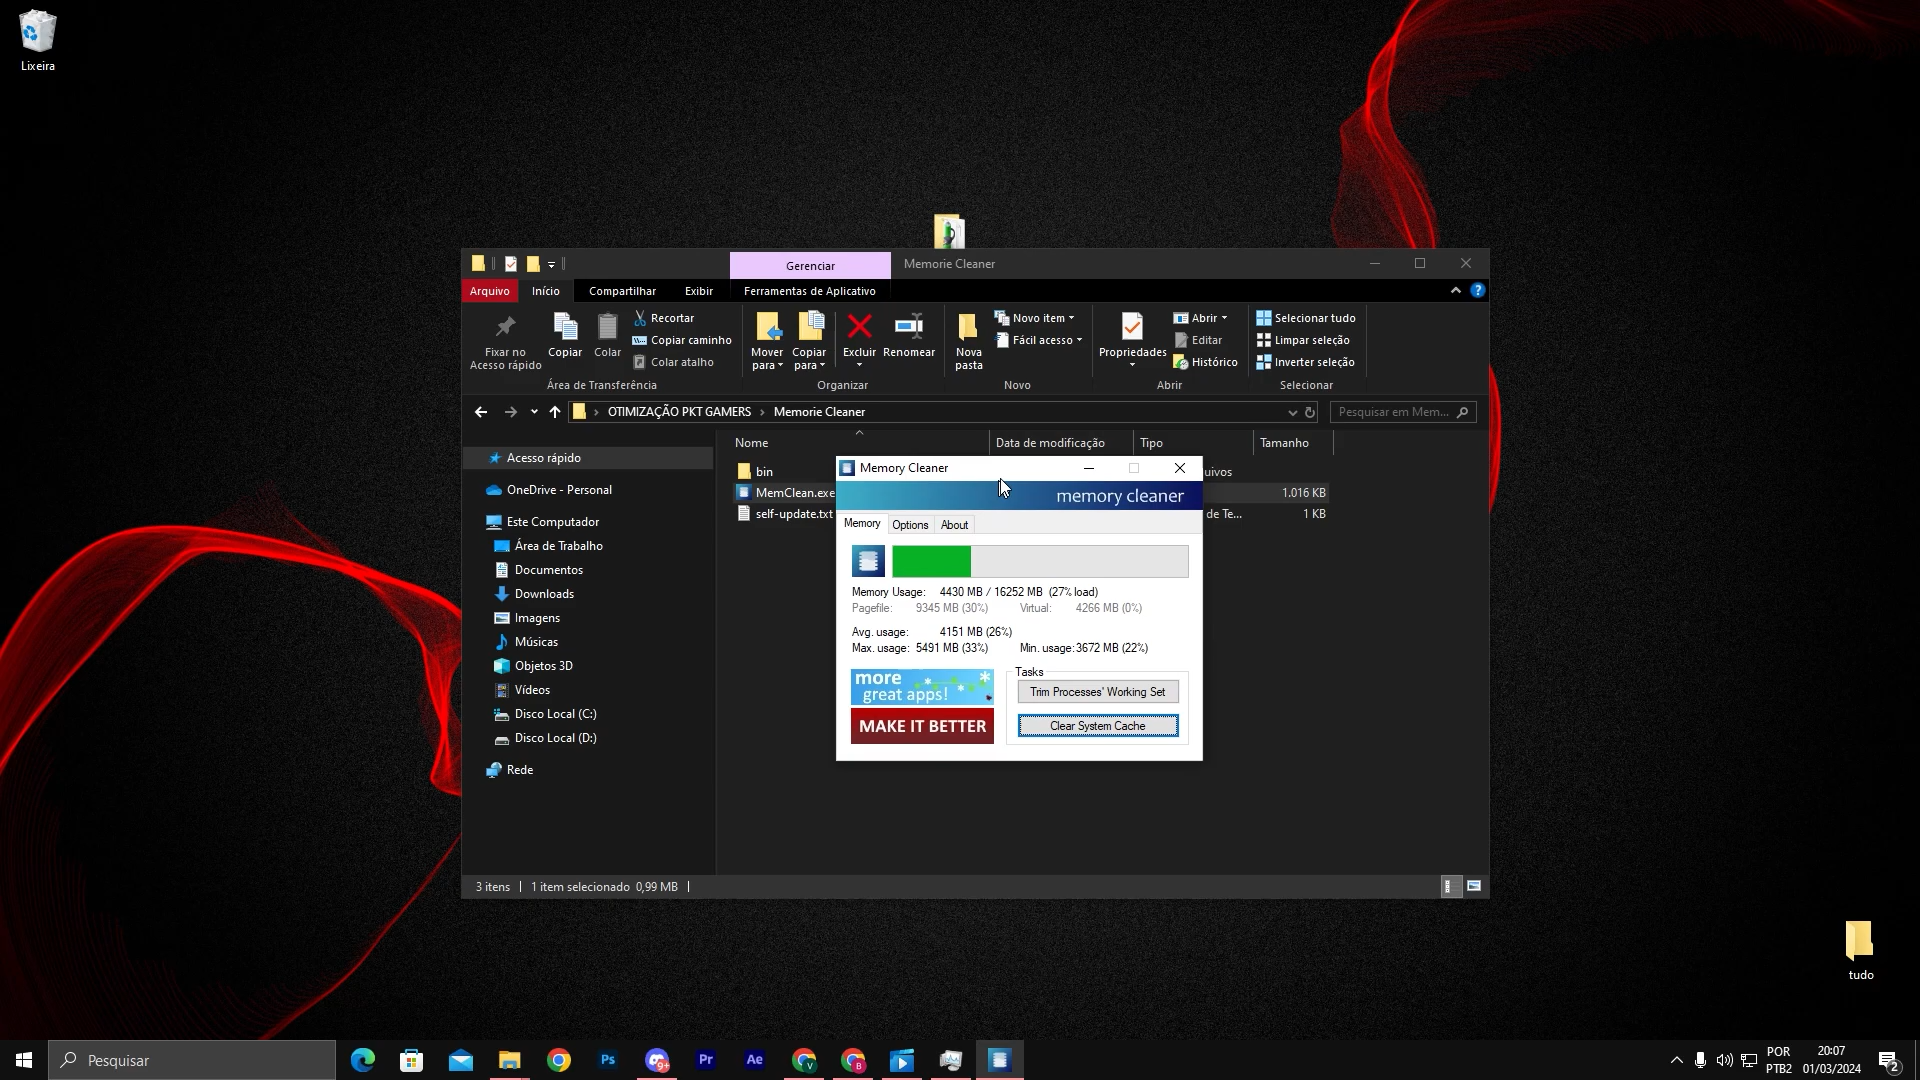 Lixeira
Gerenciar
Memorie Cleaner
Arquivo
Início
Compartilhar
Exibir
Ferramentas de Aplicativo
Fixar no
Acesso rápido
Copiar
Colar
Recortar
Copiar caminho
Colar atalho
Área de Transferência
Mover
para
Copiar
para
Excluir
Renomear
Organizar
Nova
pasta
Novo item
Fácil acesso
Novo
Propriedades
Abrir
Editar
Histórico
Abrir
Selecionar tudo
Limpar seleção
Inverter seleção
Selecionar
OTIMIZAÇÃO PKT GAMERS > Memorie Cleaner
Pesquisar em Mem...
Nome
Data de modificação
Tipo
Tamanho
Acesso rápido
OneDrive - Personal
Este Computador
Área de Trabalho
Documentos
Downloads
Imagens
Músicas
Objetos 3D
Vídeos
Disco Local (C:)
Disco Local (D:)
Rede
bin
uivos
MemClean.exe
1.016 KB
self-update.txt
de Te...
1 KB
Memory Cleaner
memory cleaner
Memory
Options
About
Memory Usage: 4430 MB / 16252 MB (27% load)
Pagefile: 9345 MB (30%) Virtual: 4266 MB (0%)
Avg. usage: 4151 MB (26%)
Max. usage: 5491 MB (33%) Min. usage: 3672 MB (22%)
more
great apps!
MAKE IT BETTER
Tasks
Trim Processes' Working Set
Clear System Cache
3 itens
1 item selecionado 0,99 MB
tudo
Pesquisar
Ps
9+
Pr
Ae
V
B
POR
PTB2
20:07
01/03/2024
2